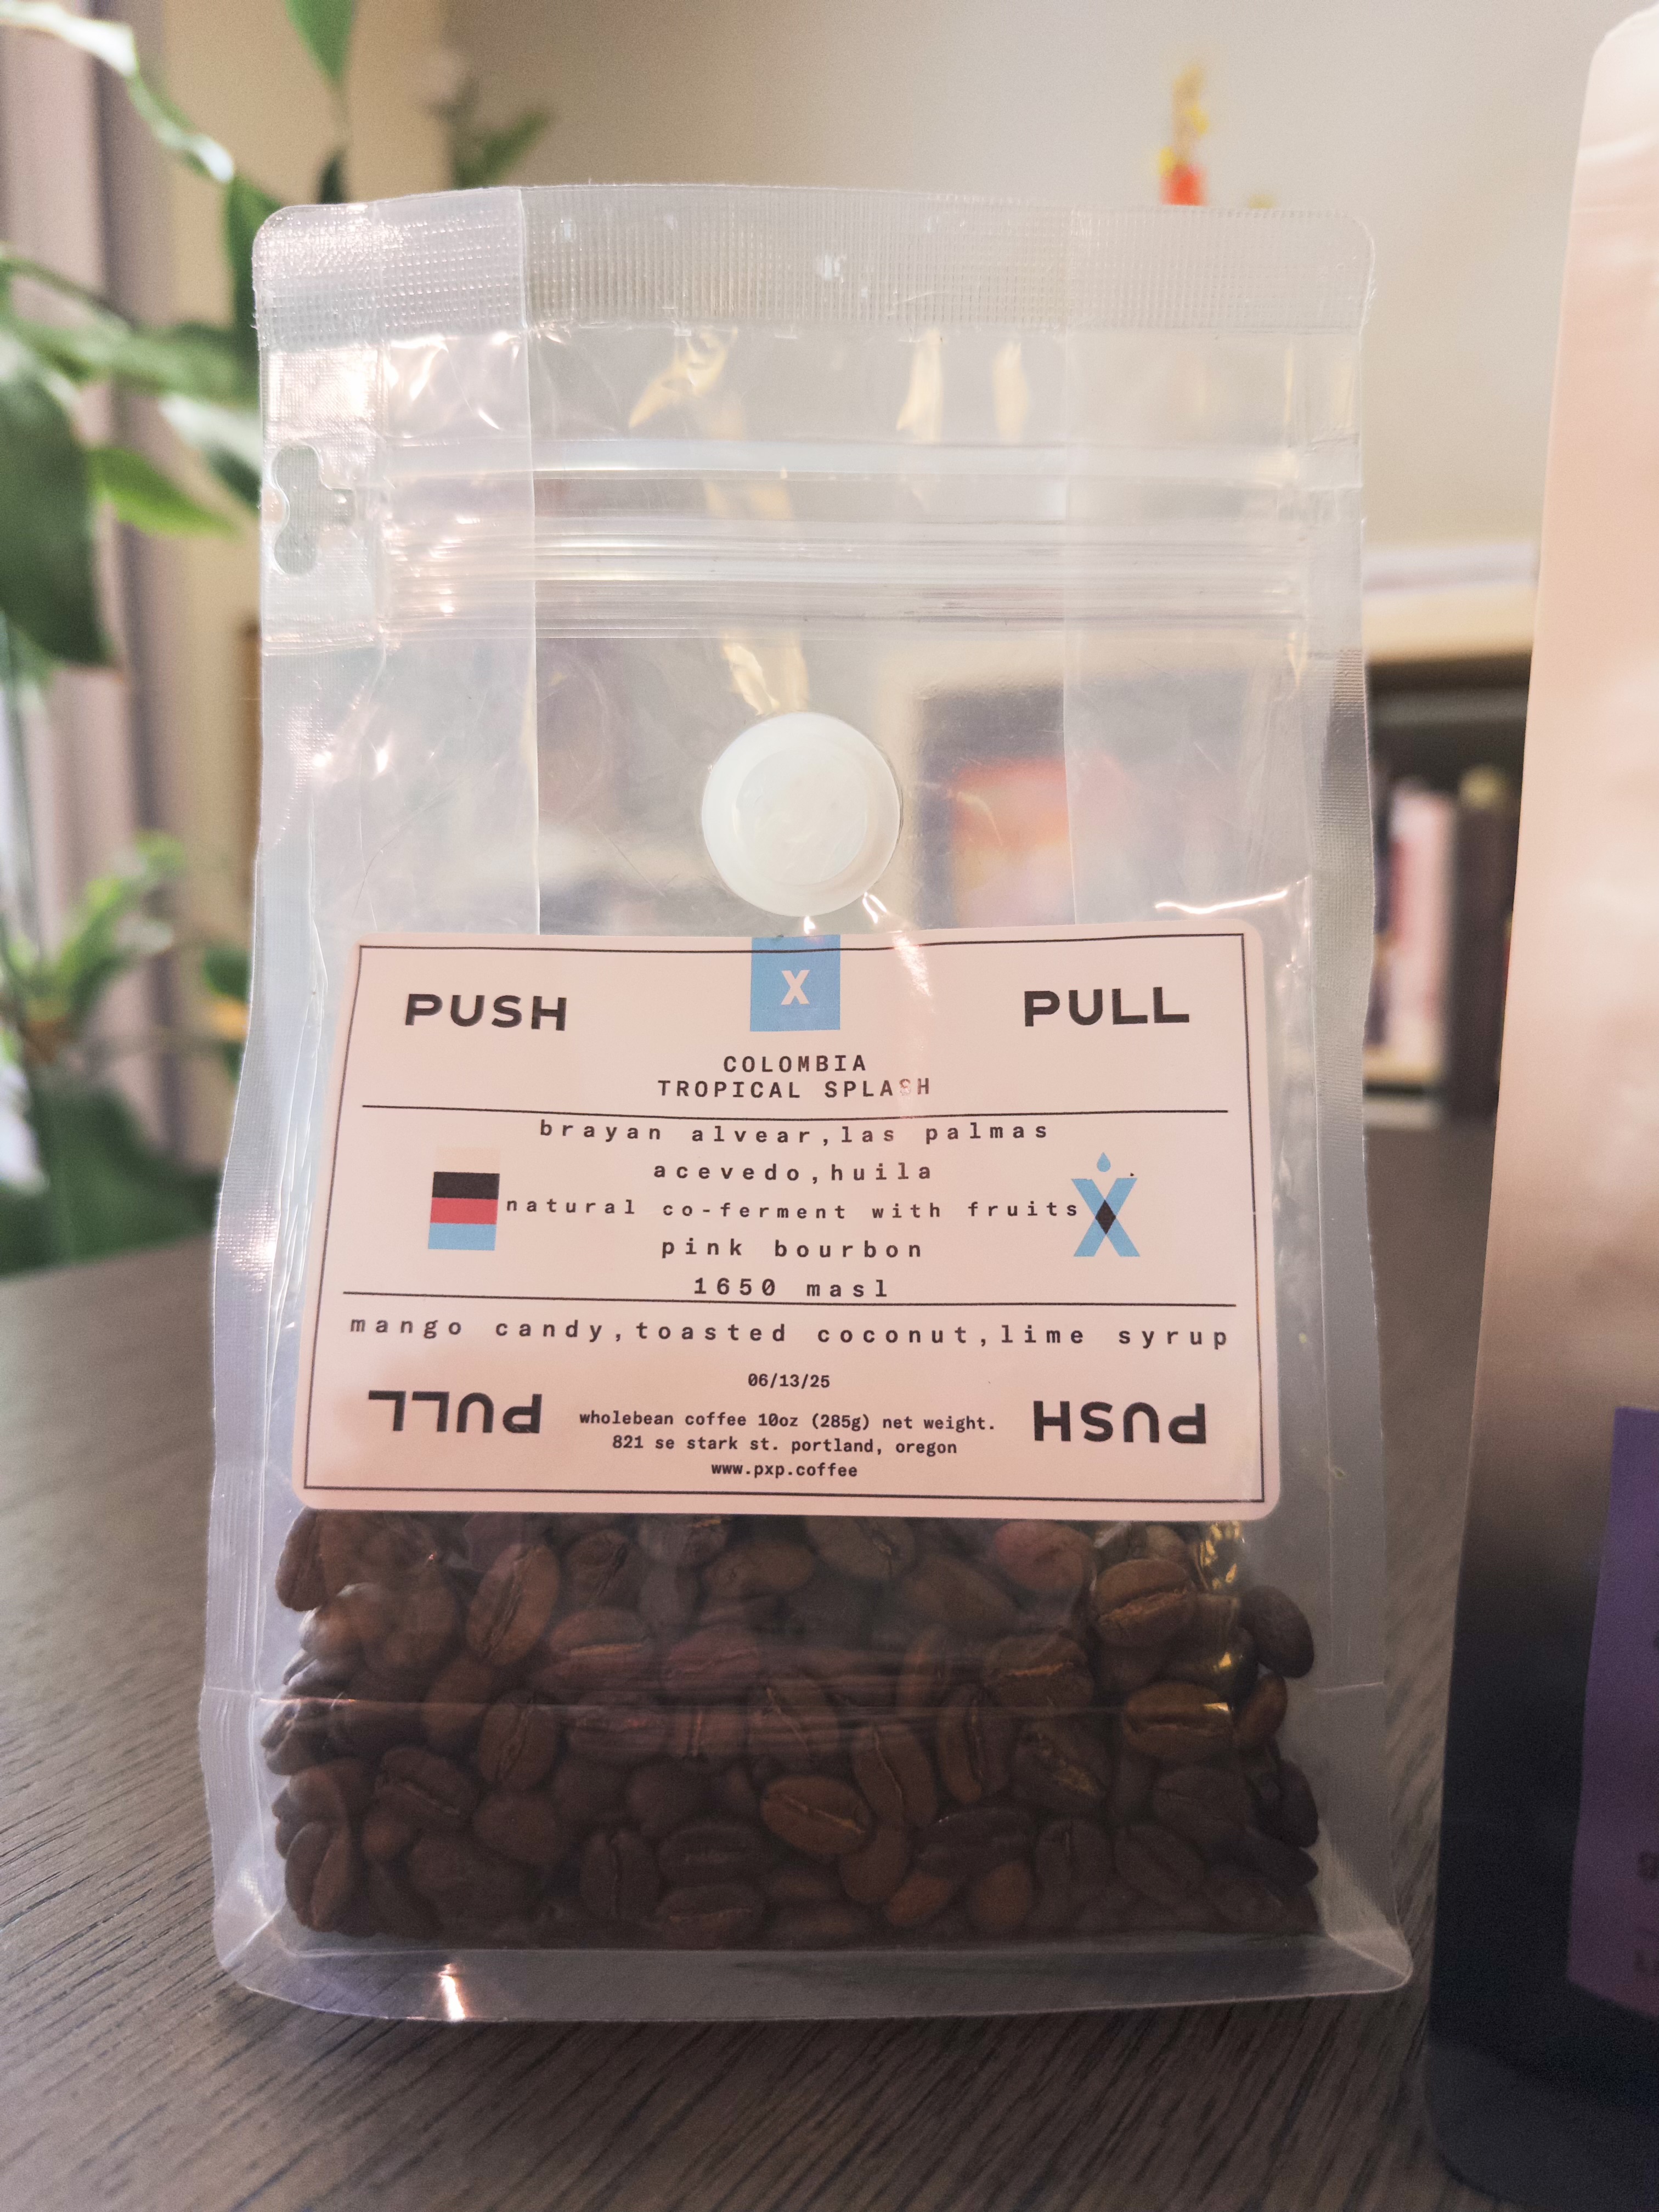 PUSH X PULL
COLOMBIA
TROPICAL SPLASH
brayan alvear,las palmas
acevedo,huila
natural co-ferment with fruits
pink bourbon
1650 masl
mango candy,toasted coconut,lime syrup
06/13/25
PULL PUSH
wholebean coffee 10oz (285g) net weight.
821 se stark st. portland, oregon
www.pxp.coffee